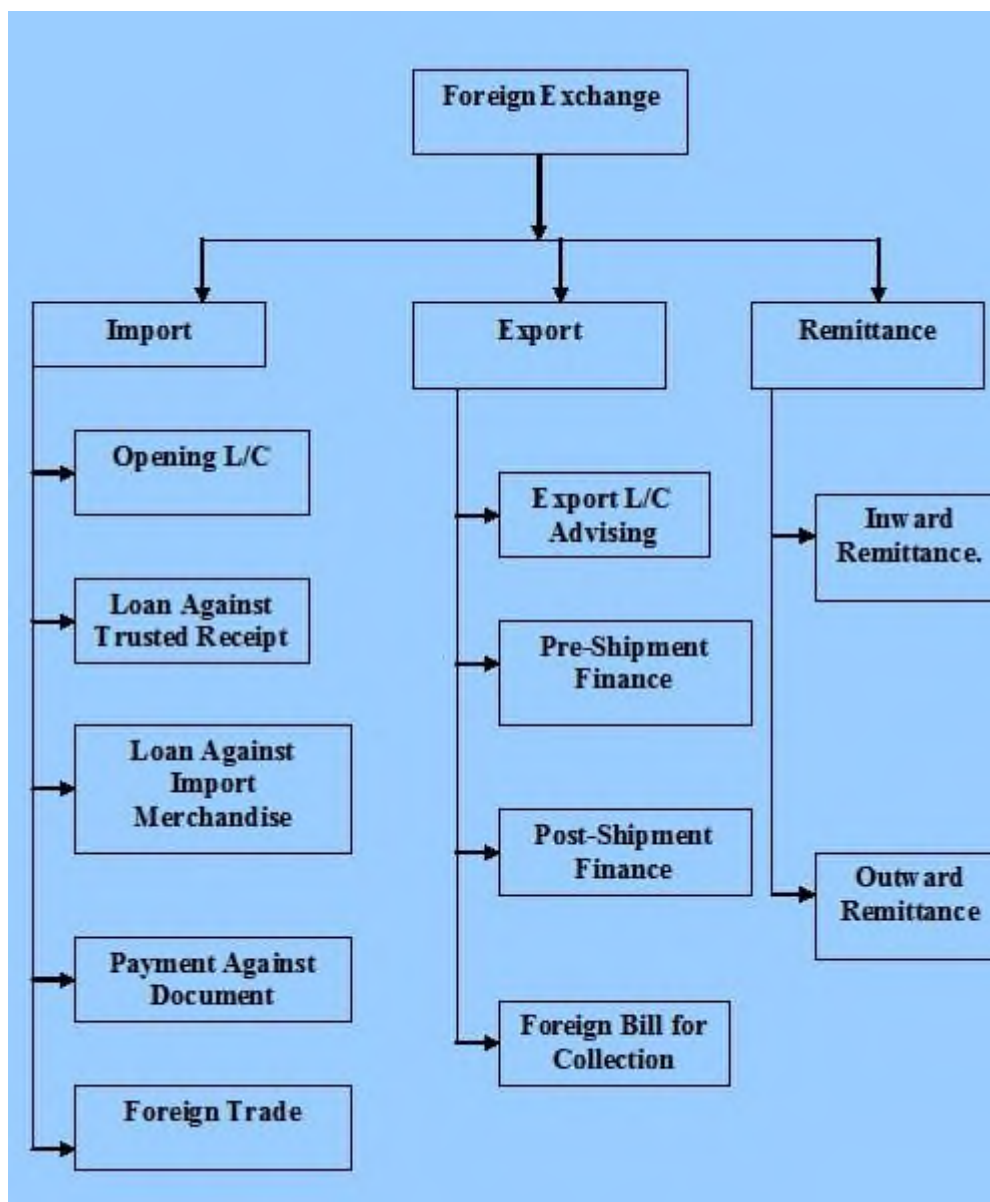 Foreign Exchange
Import
Export
Remittance
Opening L/C
Loan Against
Trusted Receipt
Loan Against
Import
Merchandise
Payment Against
Document
Foreign Trade
Export L/C
Advising
Pre-Shipment
Finance
Post-Shipment
Finance
Foreign Bill for
Collection
Inward
Remittance.
Outward
Remittance